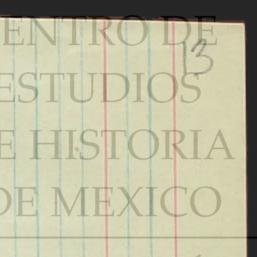 ENTRO DE
13
ESTUDIOS
E HISTORIA
DE MEXICO